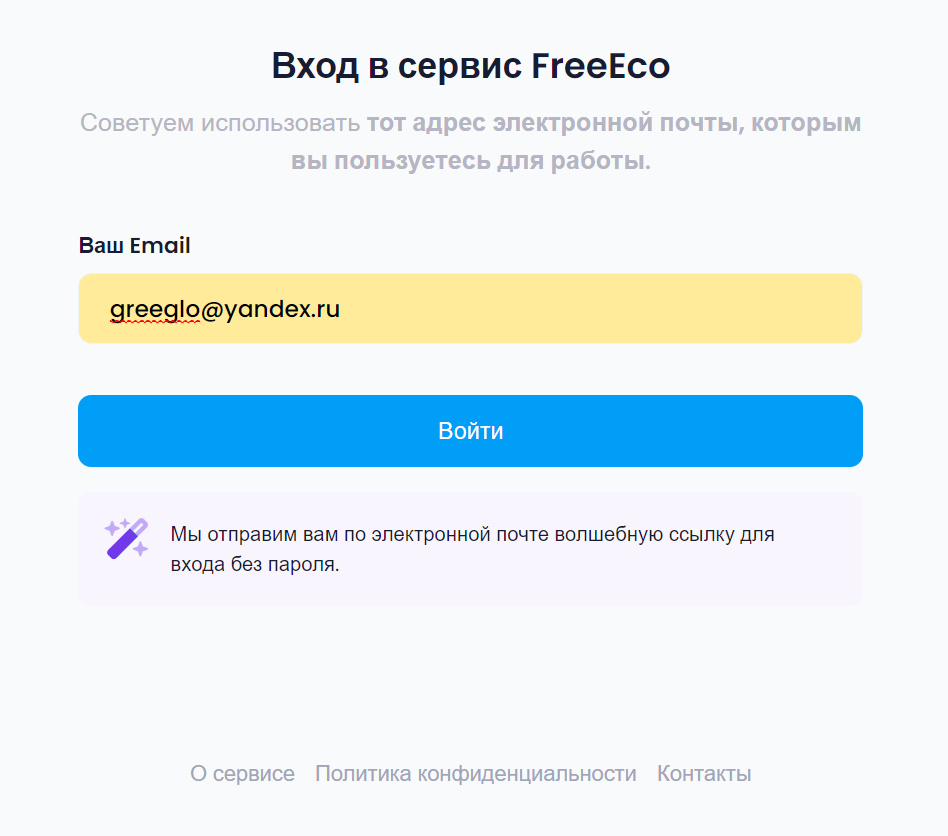 Вход в сервис FreeEco
Советуем использовать тот адрес электронной почты, которым
вы пользуетесь для работы.
Ваш Email
greeglo@yandex.ru
Войти
Мы отправим вам по электронной почте волшебную ссылку для
входа без пароля.
О сервисе Политика конфиденциальности Контакты